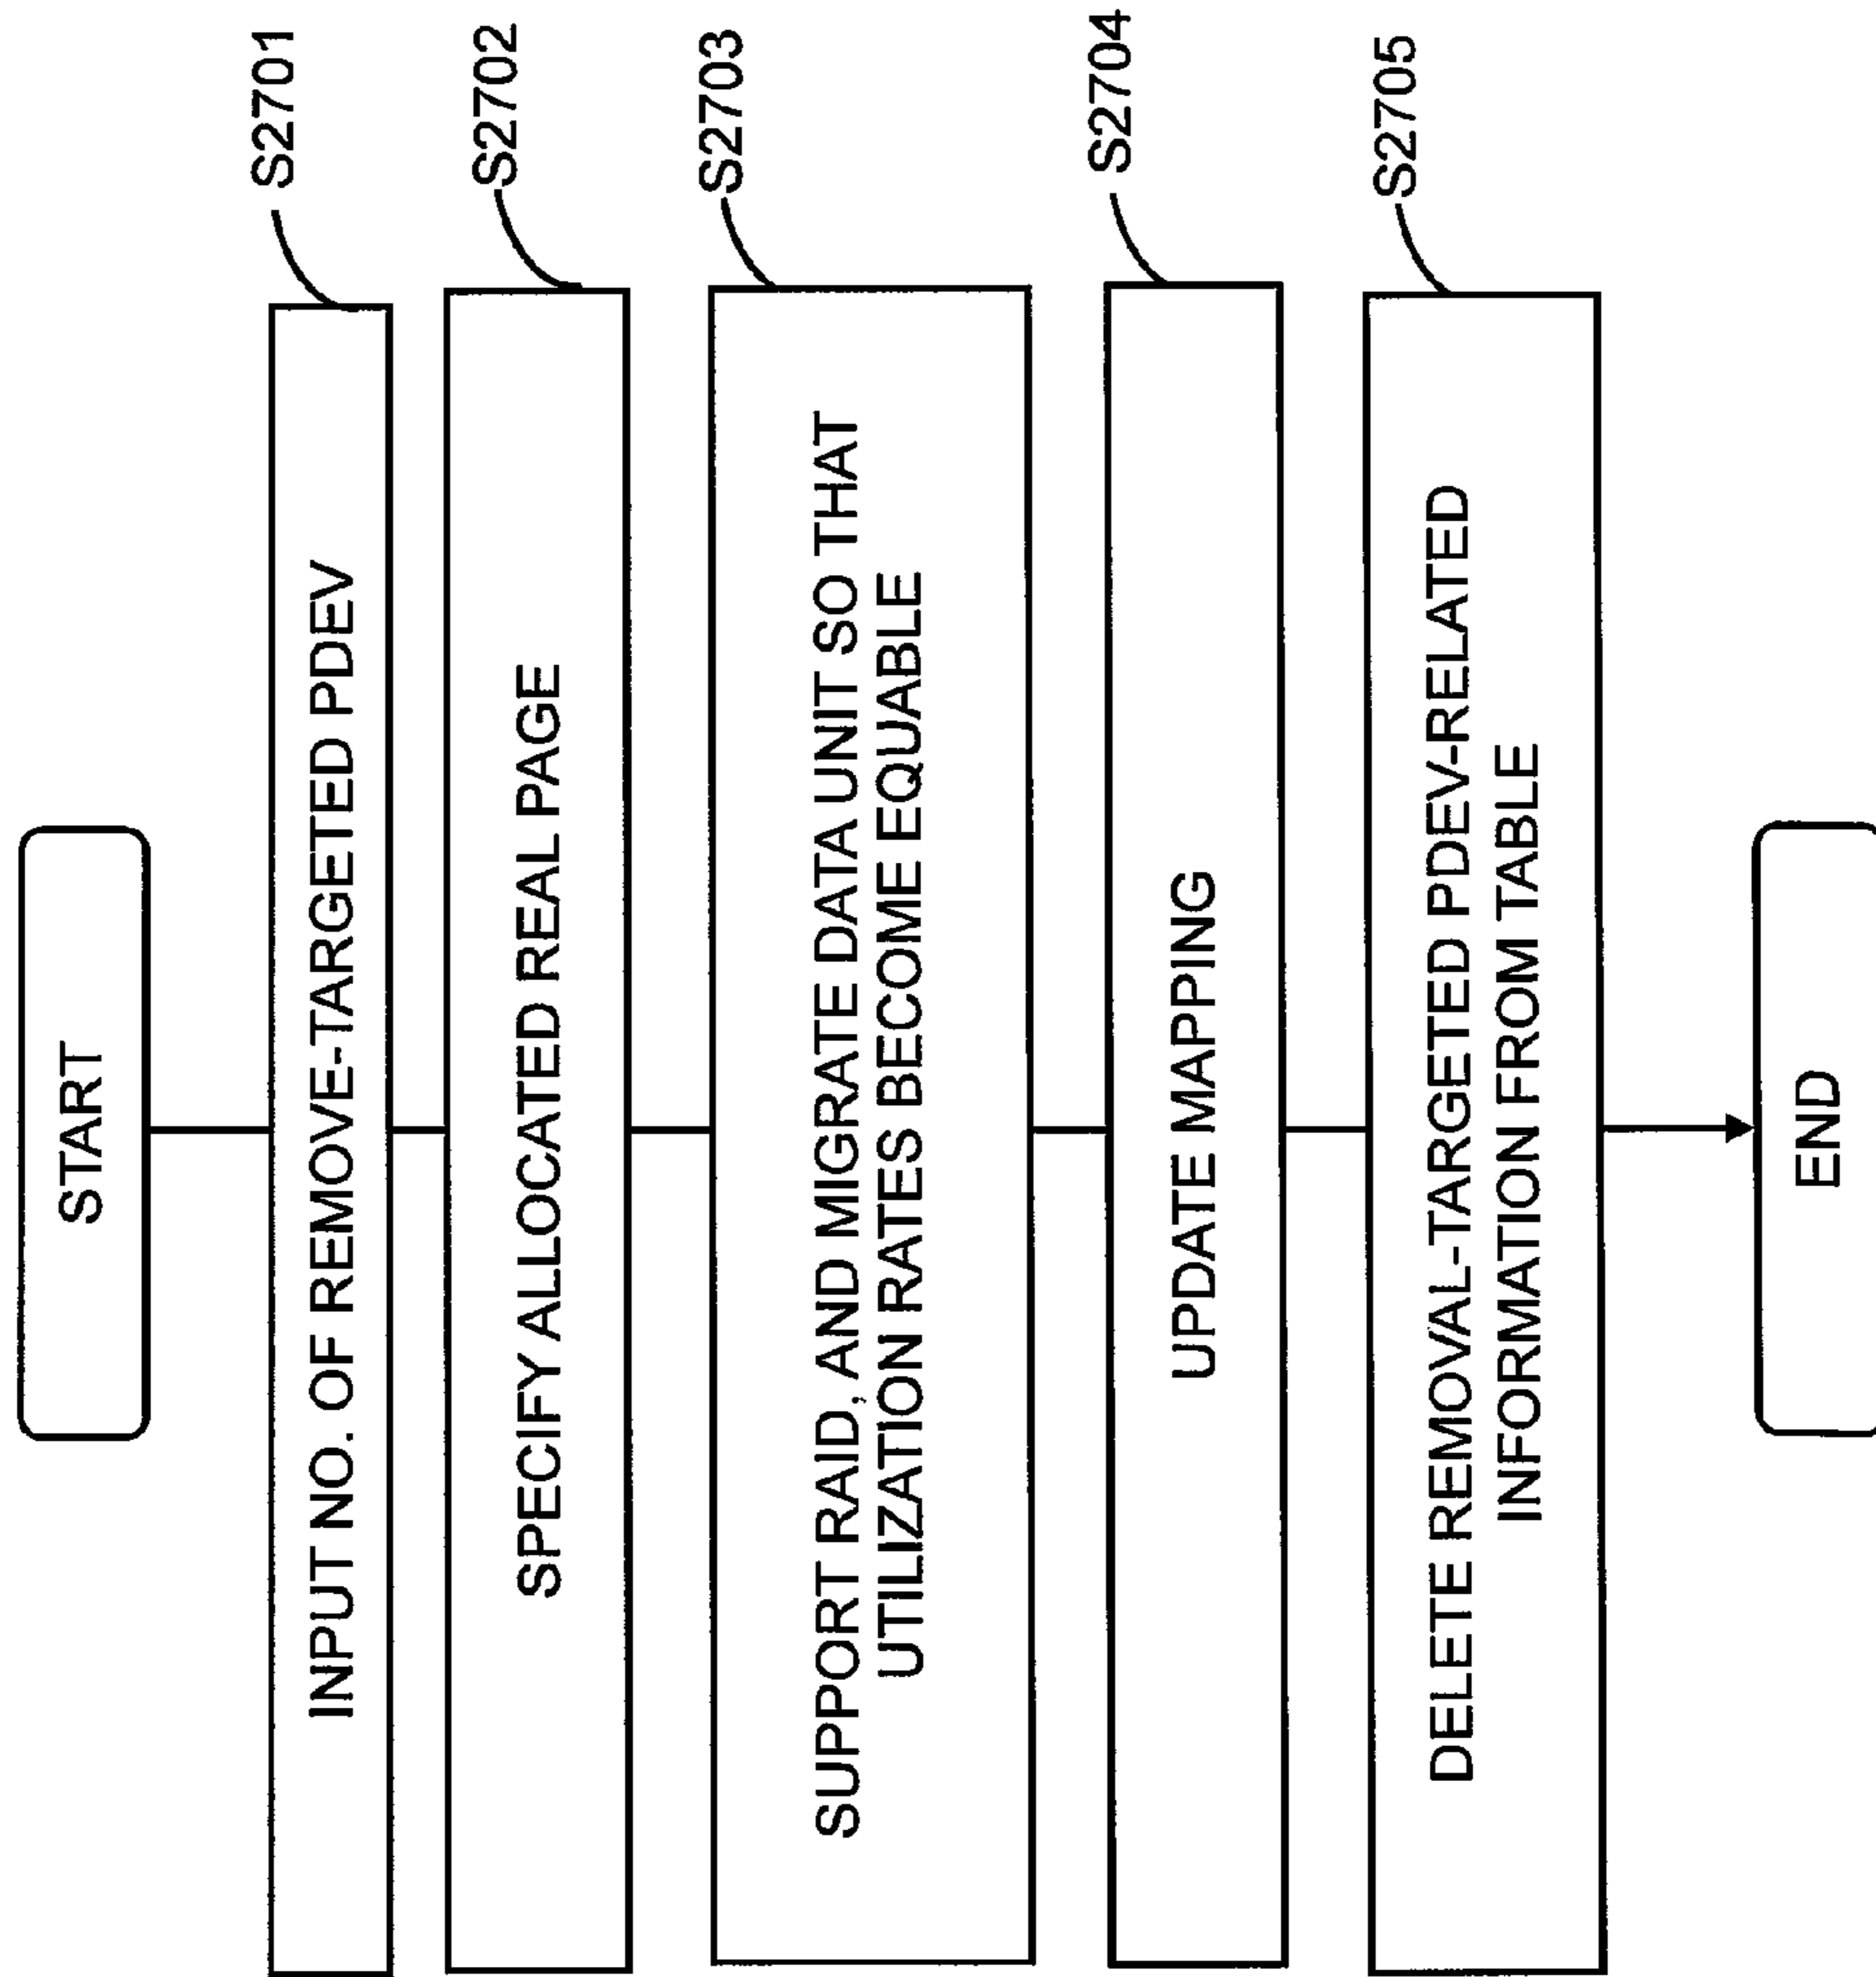 START
INPUT NO. OF REMOVE-TARGETED PDEV
S2701
SPECIFY ALLOCATED REAL PAGE
S2702
SUPPORT RAID, AND MIGRATE DATA UNIT SO THAT
UTILIZATION RATES BECOME EQUABLE
S2703
UPDATE MAPPING
S2704
DELETE REMOVAL-TARGETED PDEV-RELATED
INFORMATION FROM TABLE
S2705
END